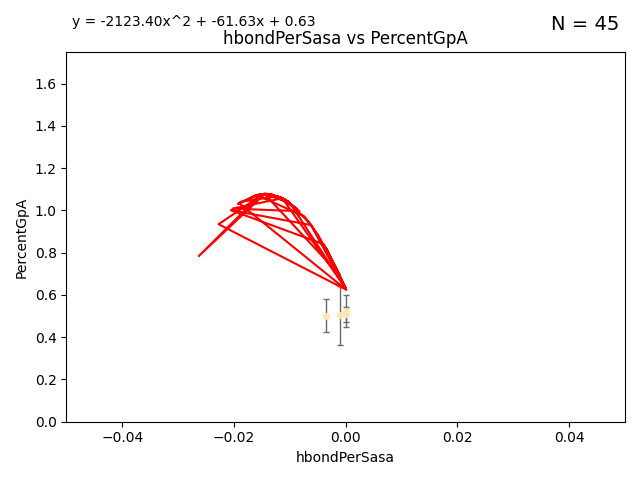 y = -2123.40x^2 + -61.63x + 0.63
N = 45
hbondPerSasa vs PercentGpA
PercentGpA
1.6
1.4
1.2
1.0
0.8
0.6
0.4
0.2
0.0
−0.04
−0.02
0.00
0.02
0.04
hbondPerSasa